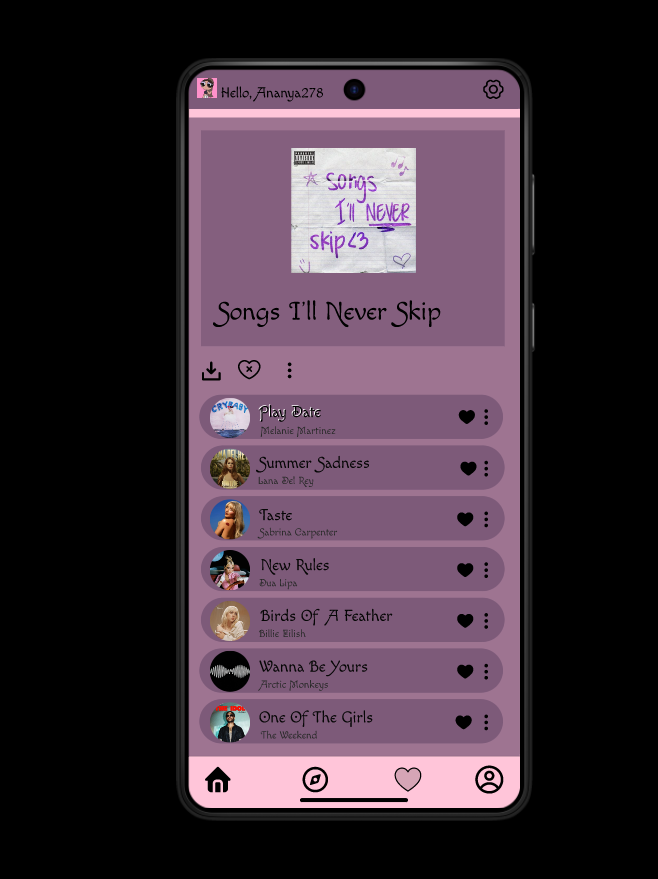 Hello, Ananya278
songs
I'll NEVER
skip<3
Songs I'll Never Skip
CRYBABY
Play Date
Melanie Martinez
Summer Sadness
Lana Del Rey
Taste
Sabrina Carpenter
New Rules
Dua Lipa
Birds Of A Feather
Billie Eilish
Wanna Be Yours
Arctic Monkeys
One Of The Girls
The Weekend